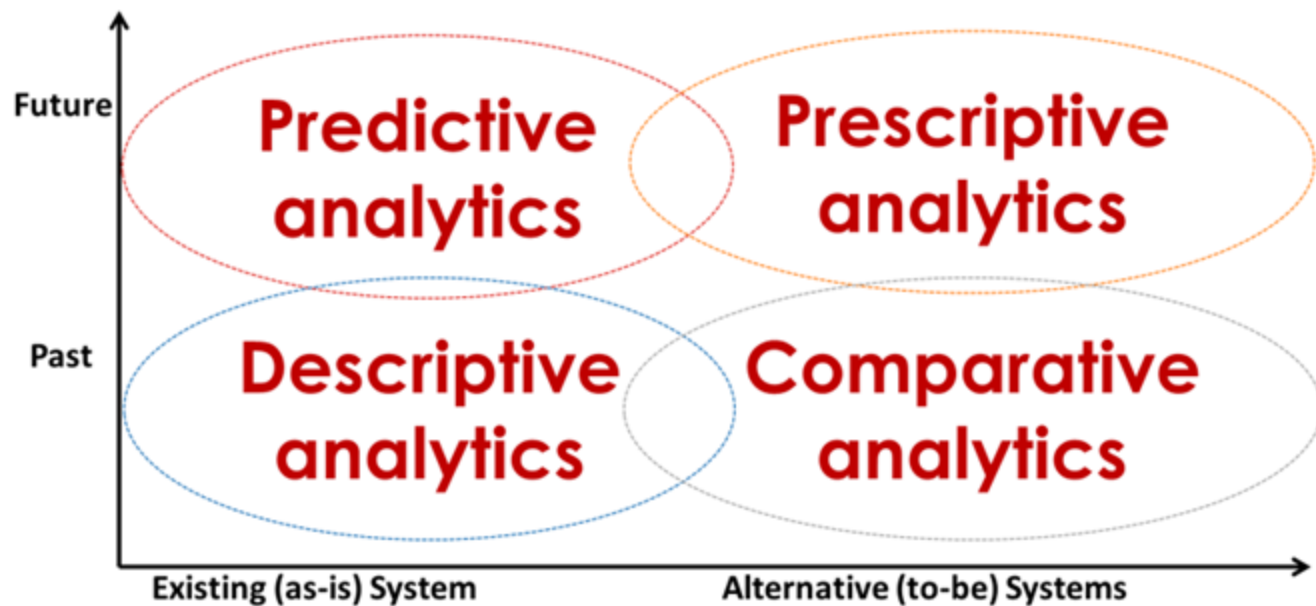 Future
Predictive
analytics
Prescriptive
analytics
Past
Descriptive
analytics
Comparative
analytics
Existing (as-is) System
Alternative (to-be) Systems